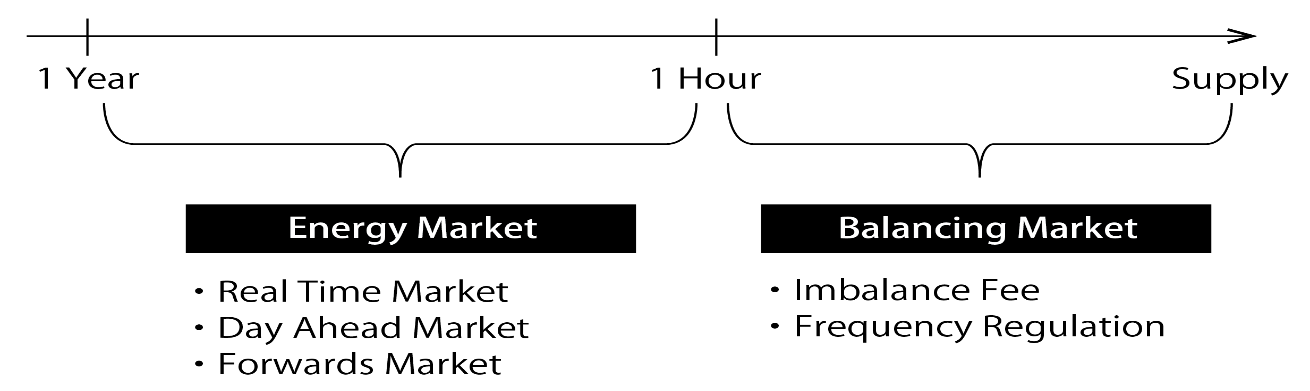 1 Year
1 Hour
Supply
Energy Market
• Real Time Market
• Day Ahead Market
• Forwards Market
Balancing Market
• Imbalance Fee
• Frequency Regulation